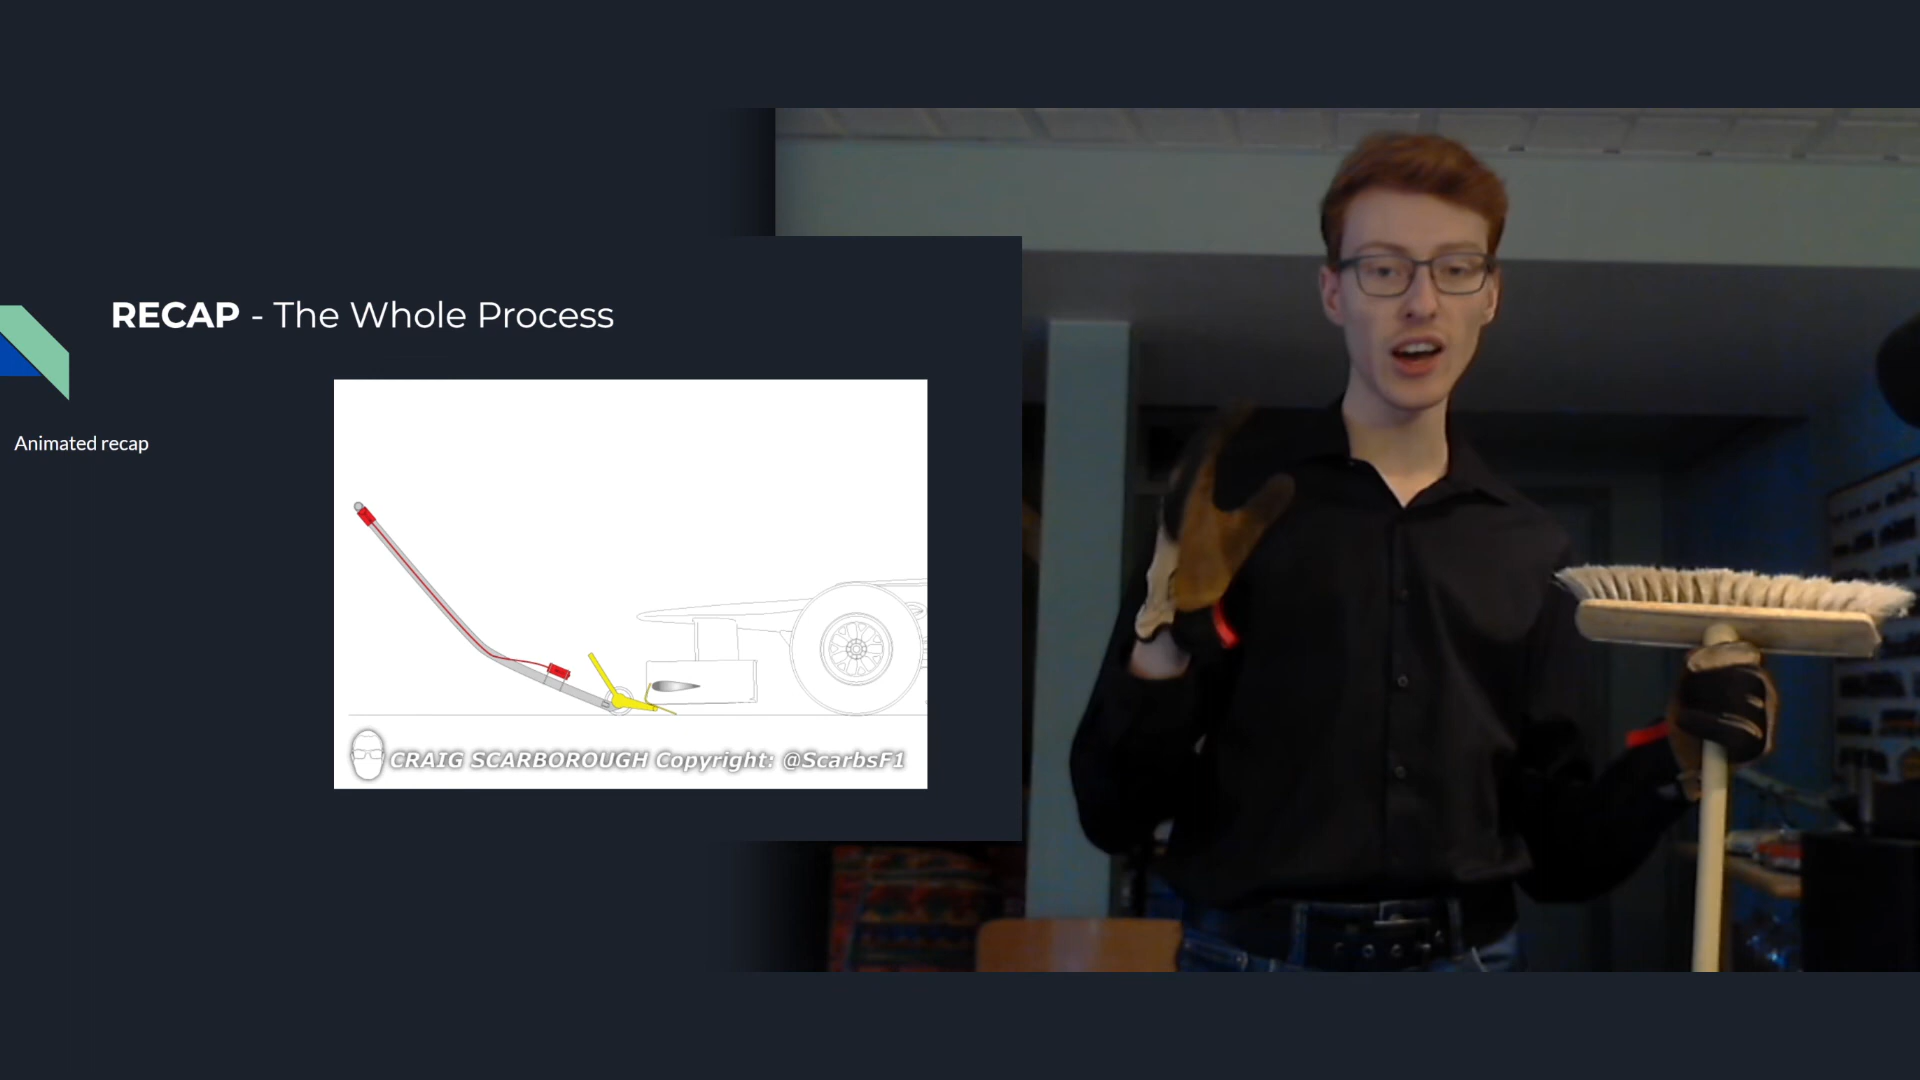 RECAP - The Whole Process
Animated recap
CRAIG SCARBOROUGH Copyright: @ScarbsF1